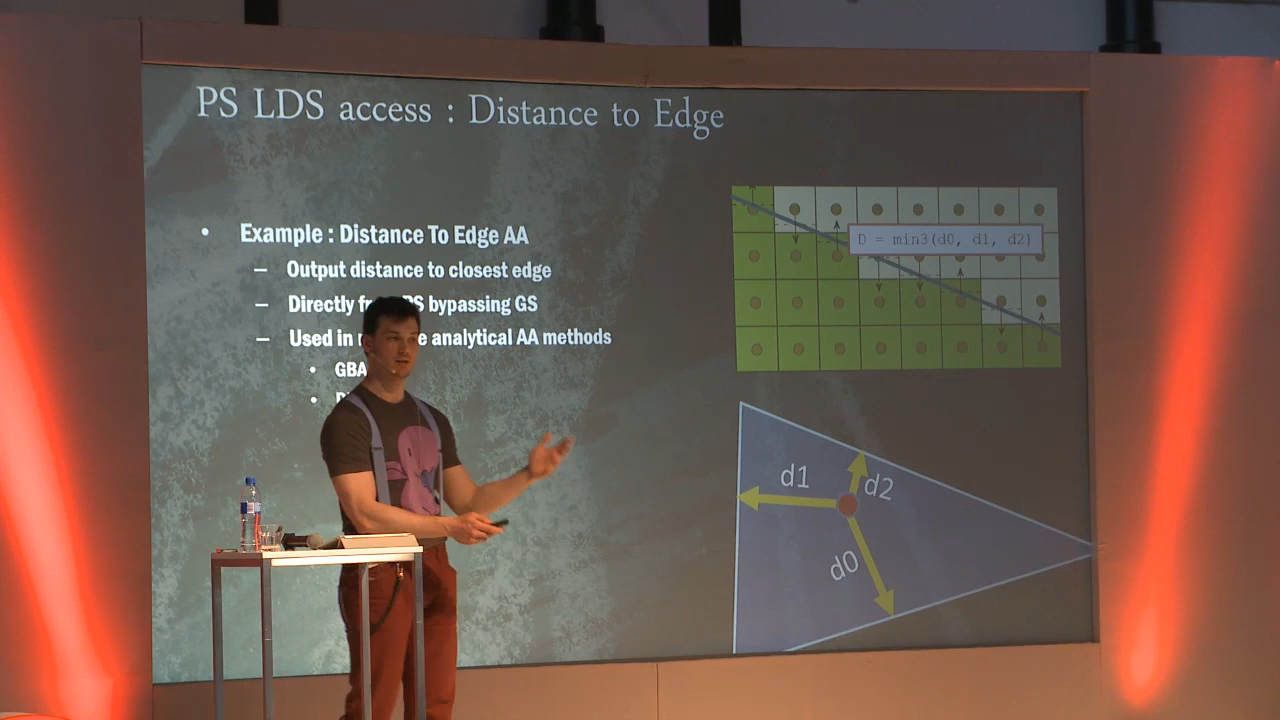 PS LDS access : Distance to Edge
• Example : Distance To Edge AA
– Output distance to closest edge
– Directly PS bypassing GS
– Used in analytical AA methods
• GBA
D = min3(d0, d1, d2)
d1
d2
d0